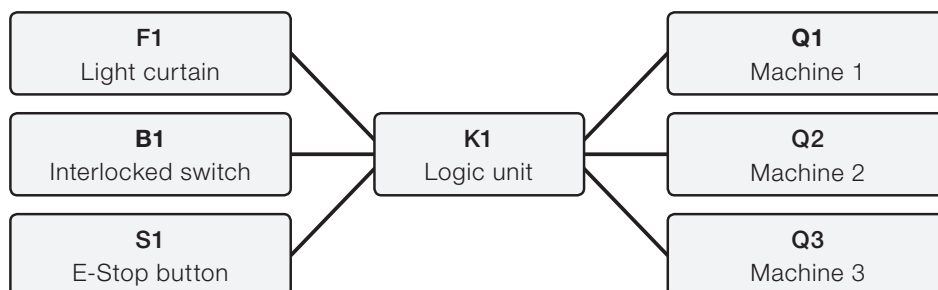 F1
Light curtain
B1
Interlocked switch
S1
E-Stop button
K1
Logic unit
Q1
Machine 1
Q2
Machine 2
Q3
Machine 3